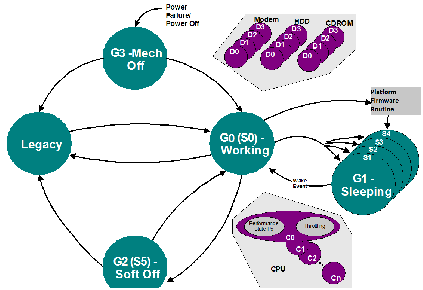 Power
Failure/
Power Off
Modem
HDD
CDROM
D3
D2
D1
D0
D3
D2
D1
D0
D3
D2
D1
D0
G3 -Mech
Off
Platform
Firmware
Routine
Legacy
G0 (S0) -
Working
S4
S3
S2
S1
G1 -
Sleeping
Wake
Event
G2 (S5) -
Soft Off
Performance
State Px
Throttling
C0
C1
C2
Cn
CPU